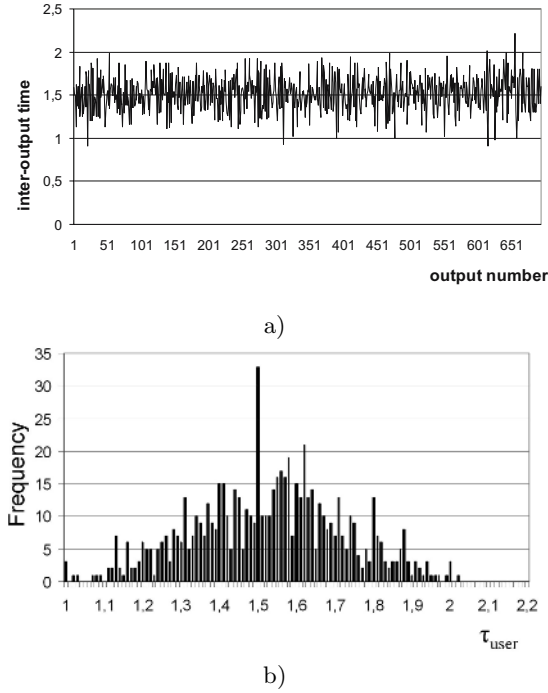 2,5
2
1,5
1
0,5
0
inter-output time
1 51 101 151 201 251 301 351 401 451 501 551 601 651
output number
a)
35
30
25
20
15
10
5
0
Frequency
1 1,1 1,2 1,3 1,4 1,5 1,6 1,7 1,8 1,9 2 2,1 2,2
τuser
b)